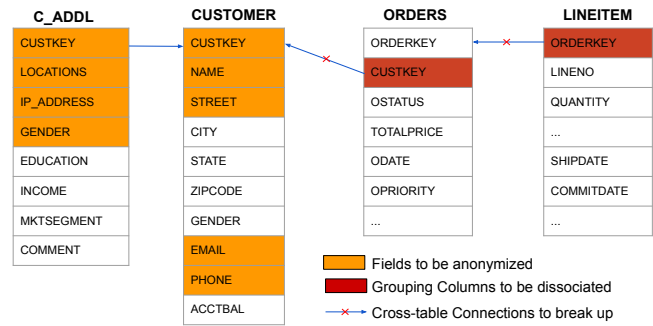 C_ADDL
CUSTKEY
LOCATIONS
IP_ADDRESS
GENDER
EDUCATION
INCOME
MKTSEGMENT
COMMENT
CUSTOMER
CUSTKEY
NAME
STREET
CITY
STATE
ZIPCODE
GENDER
EMAIL
PHONE
ACCTBAL
ORDERS
ORDERKEY
CUSTKEY
OSTATUS
TOTALPRICE
ODATE
OPRIORITY
...
LINEITEM
ORDERKEY
LINENO
QUANTITY
...
SHIPDATE
COMMITDATE
...
Fields to be anonymized
Grouping Columns to be dissociated
Cross-table Connections to break up